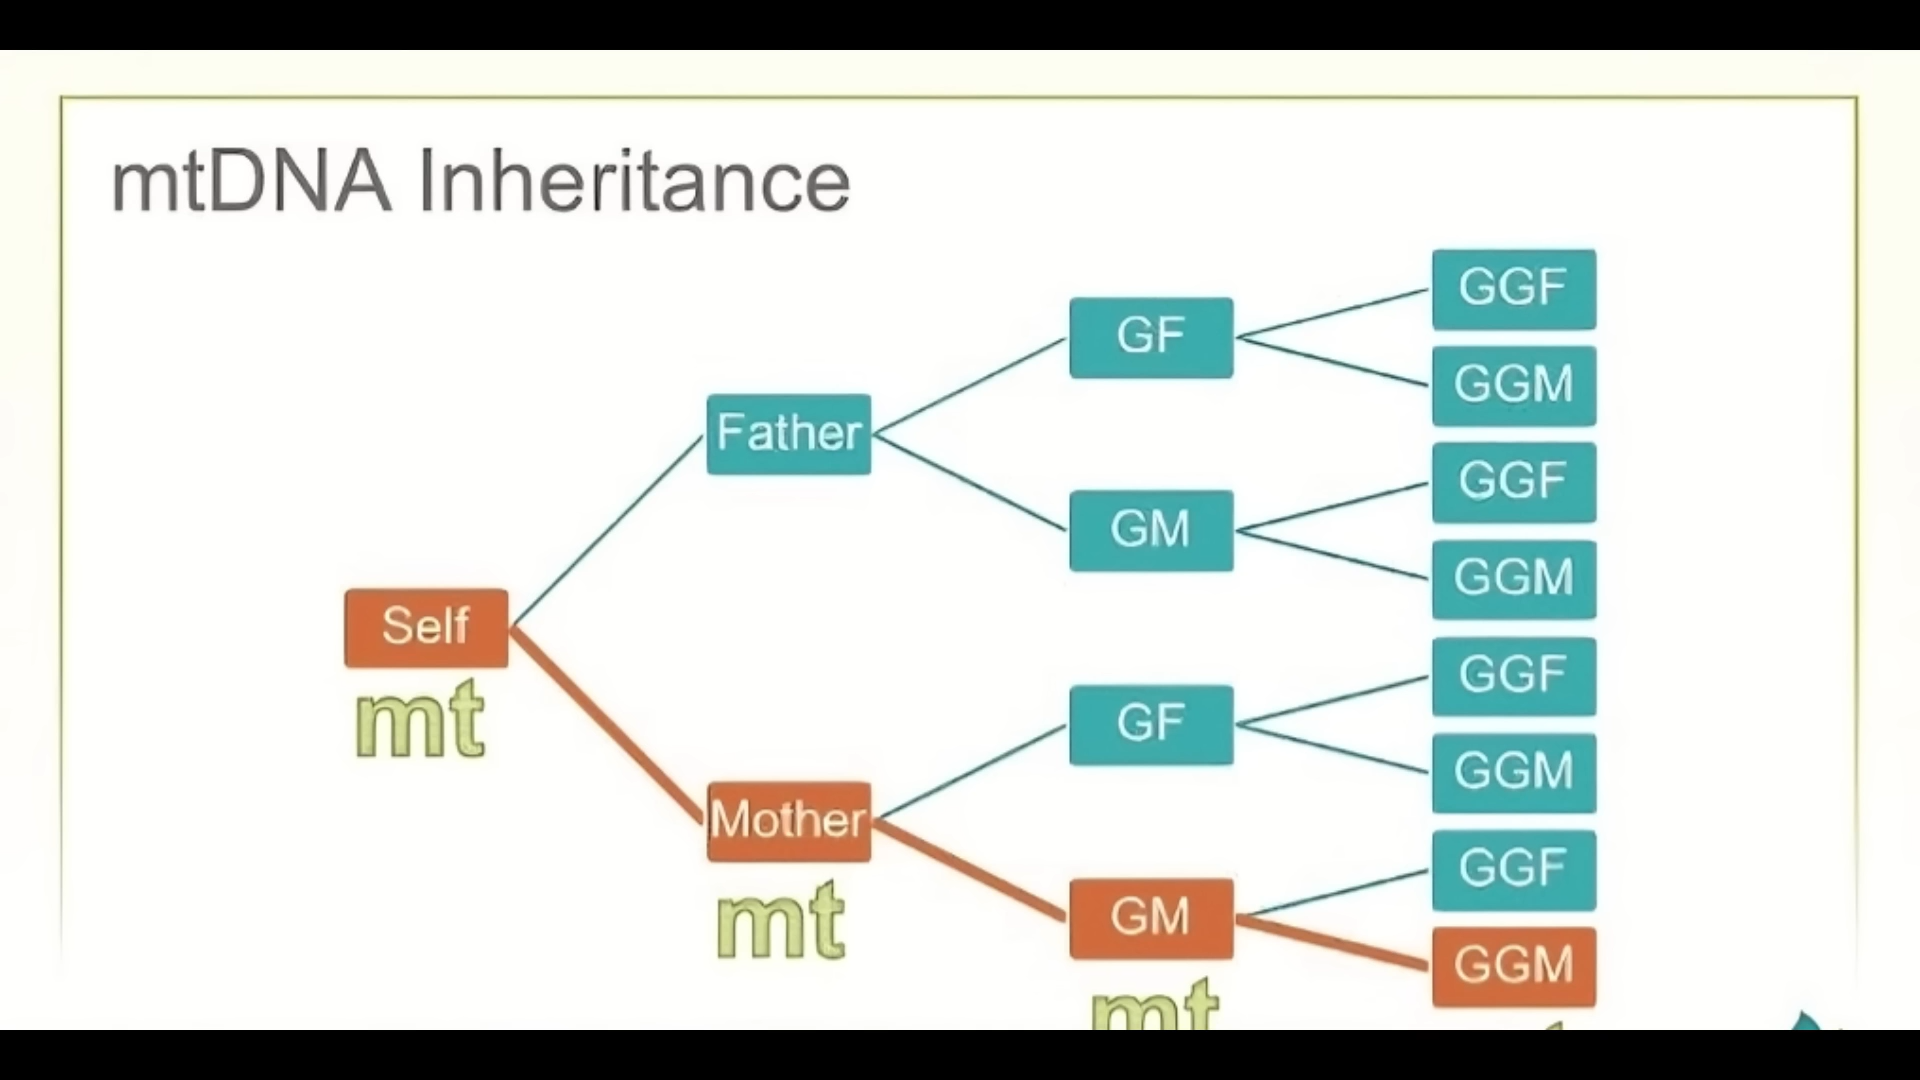 mtDNA Inheritance
GGF
GF
GGM
Father
GGF
GM
GGM
Self
mt
GGF
GF
GGM
Mother
mt
GGF
GM
GGM
mt